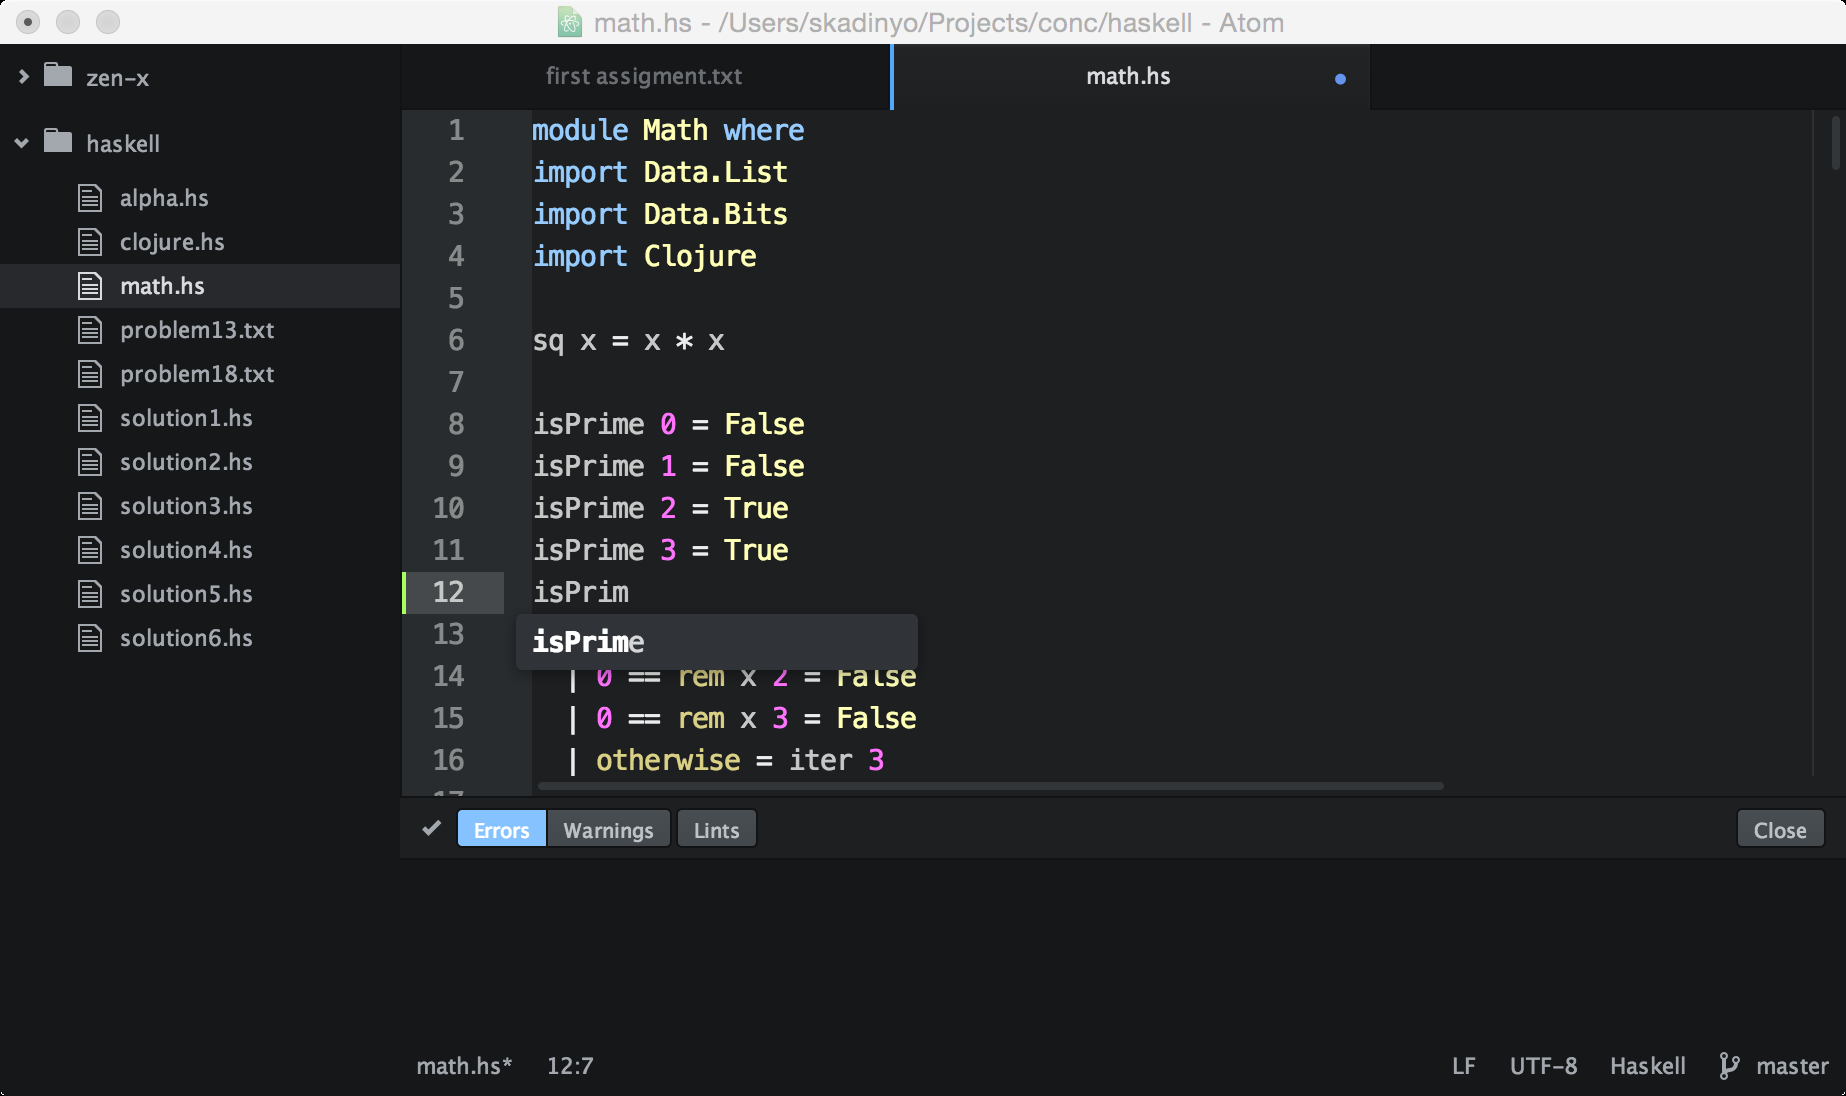 math.hs - /Users/skadinyo/Projects/conc/haskell - Atom
zen-x
haskell
alpha.hs
clojure.hs
math.hs
problem13.txt
problem18.txt
solution1.hs
solution2.hs
solution3.hs
solution4.hs
solution5.hs
solution6.hs
first assigment.txt
math.hs
1 module Math where
2 import Data.List
3 import Data.Bits
4 import Clojure
5
6 sq x = x * x
7
8 isPrime 0 = False
9 isPrime 1 = False
10 isPrime 2 = True
11 isPrime 3 = True
12 isPrim
13 isPrime
14 | 0 == rem x 2 = False
15 | 0 == rem x 3 = False
16 | otherwise = iter 3
17
Errors Warnings Lints Close
math.hs* 12:7 LF UTF-8 Haskell master